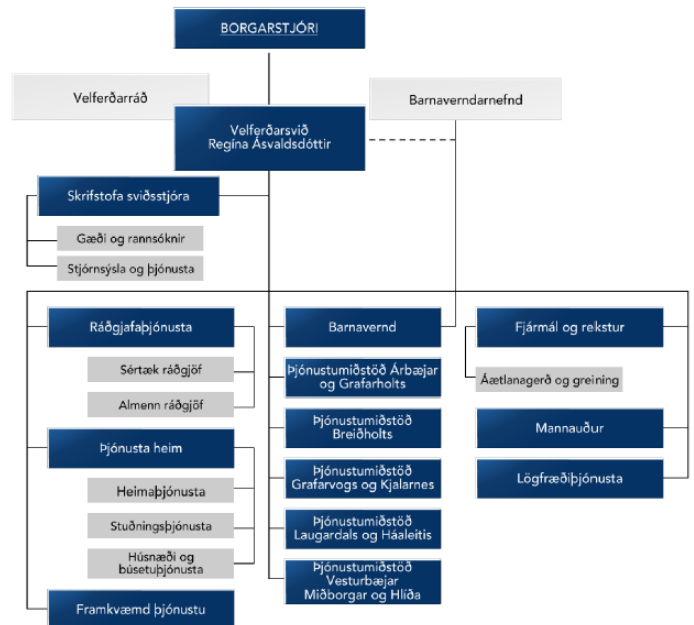 BORGARSTJÓRI
Velferðarráð
Barnaverndarnefnd
Velferðarsvið
Regína Ásvaldsdóttir
Skrifstofa sviðsstjóra
Gæði og rannsóknir
Stjórnsýsla og þjónusta
Ráðgjafaþjónusta
Sértæk ráðgjöf
Almenn ráðgjöf
Þjónusta heim
Heimaþjónusta
Stuðningsþjónusta
Húsnæði og
búsetuþjónusta
Framkvæmd þjónustu
Barnavernd
Þjónustumiðstöð Árbæjar
og Grafarholts
Þjónustumiðstöð
Breiðholts
Þjónustumiðstöð
Grafarvogs og Kjalarnes
Þjónustumiðstöð
Laugardals og Háaleitis
Þjónustumiðstöð
Vesturbæjar
Miðborgar og Hlíða
Fjármál og rekstur
Áætlanagerð og greining
Mannauður
Lögfræðiþjónusta